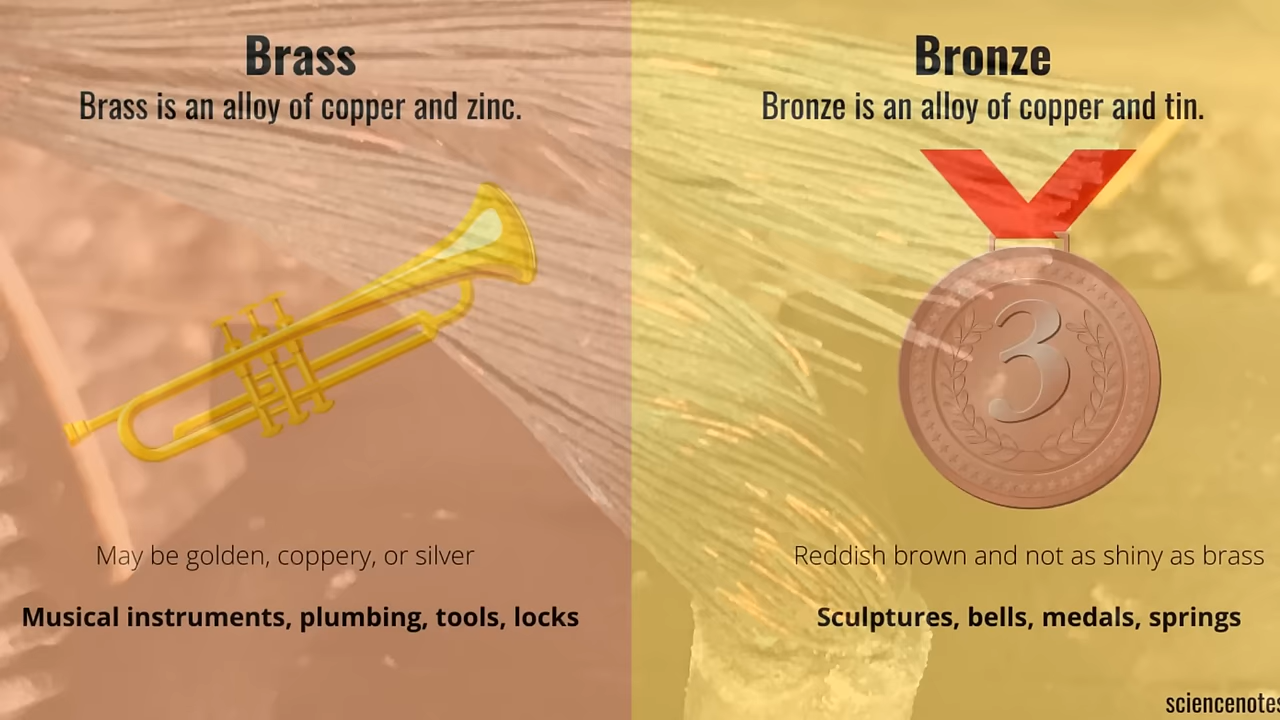 Brass
Brass is an alloy of copper and zinc.
May be golden, coppery, or silver
Musical instruments, plumbing, tools, locks
Bronze
Bronze is an alloy of copper and tin.
3
Reddish brown and not as shiny as brass
Sculptures, bells, medals, springs
sciencenotes